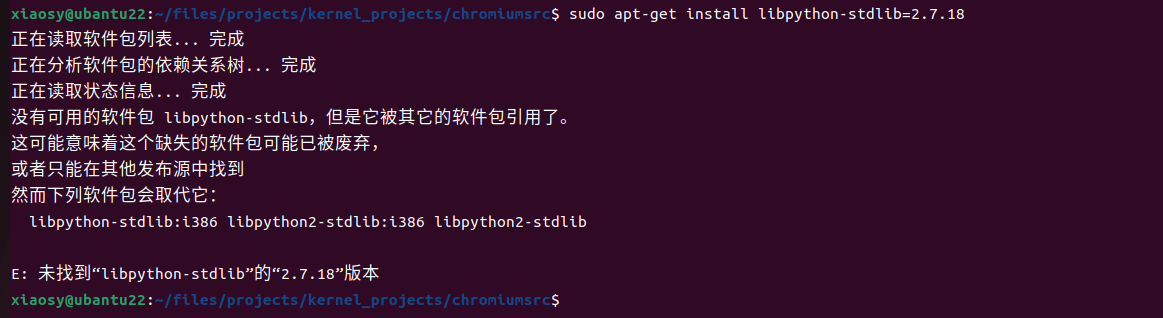 xiaosy@ubantu22:~/files/projects/kernel_projects/chromiumsrc$ sudo apt-get install libpython-stdlib=2.7.18
正在读取软件包列表... 完成
正在分析软件包的依赖关系树... 完成
正在读取状态信息... 完成
没有可用的软件包 libpython-stdlib，但是它被其它的软件包引用了。
这可能意味着这个缺失的软件包可能已被废弃，
或者只能在其他发布源中找到
然而下列软件包会取代它：
  libpython-stdlib:i386 libpython2-stdlib:i386 libpython2-stdlib
E: 未找到“libpython-stdlib”的“2.7.18”版本
xiaosy@ubantu22:~/files/projects/kernel_projects/chromiumsrc$